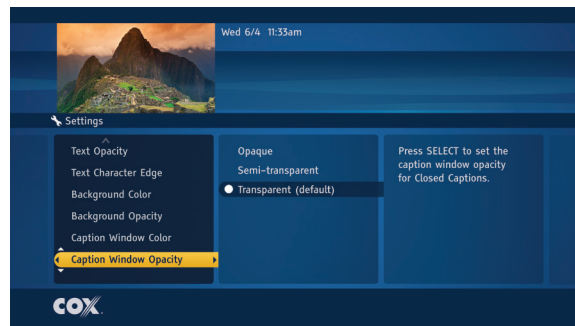 Wed 6/4 11:33am
Settings
Text Opacity
Text Character Edge
Background Color
Background Opacity
Caption Window Color
Caption Window Opacity
Opaque
Semi-transparent
Transparent (default)
Press SELECT to set the
caption window opacity
for Closed Captions.
COX.